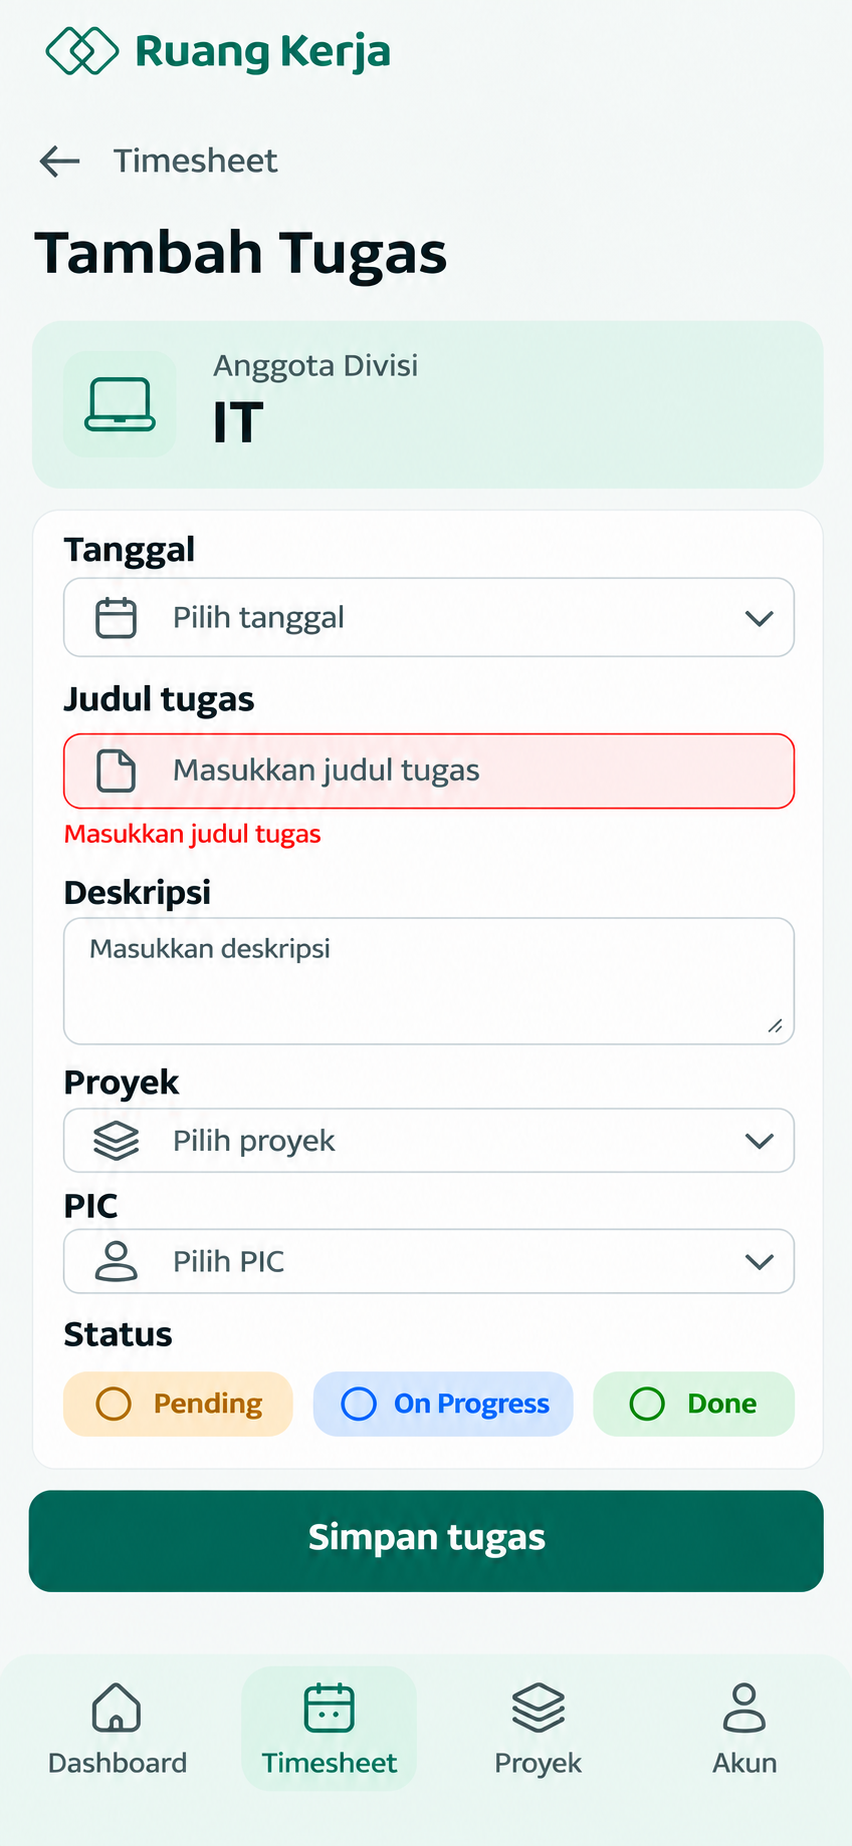 Ruang Kerja
Timesheet
Tambah Tugas
Anggota Divisi
IT
Tanggal
Pilih tanggal
Judul tugas
Masukkan judul tugas
Masukkan judul tugas
Deskripsi
Masukkan deskripsi
Proyek
Pilih proyek
PIC
Pilih PIC
Status
Pending
On Progress
Done
Simpan tugas
Dashboard
Timesheet
Proyek
Akun